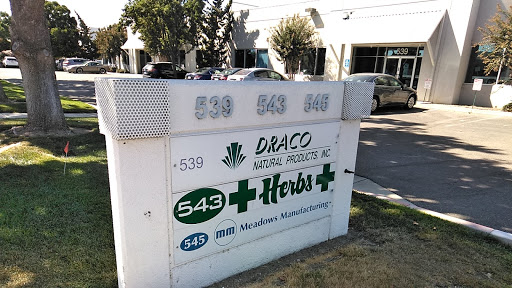 539 543 545
539 DRACO
NATURAL PRODUCTS, INC.
543 Herbs
545 mm Meadows Manufacturing
539